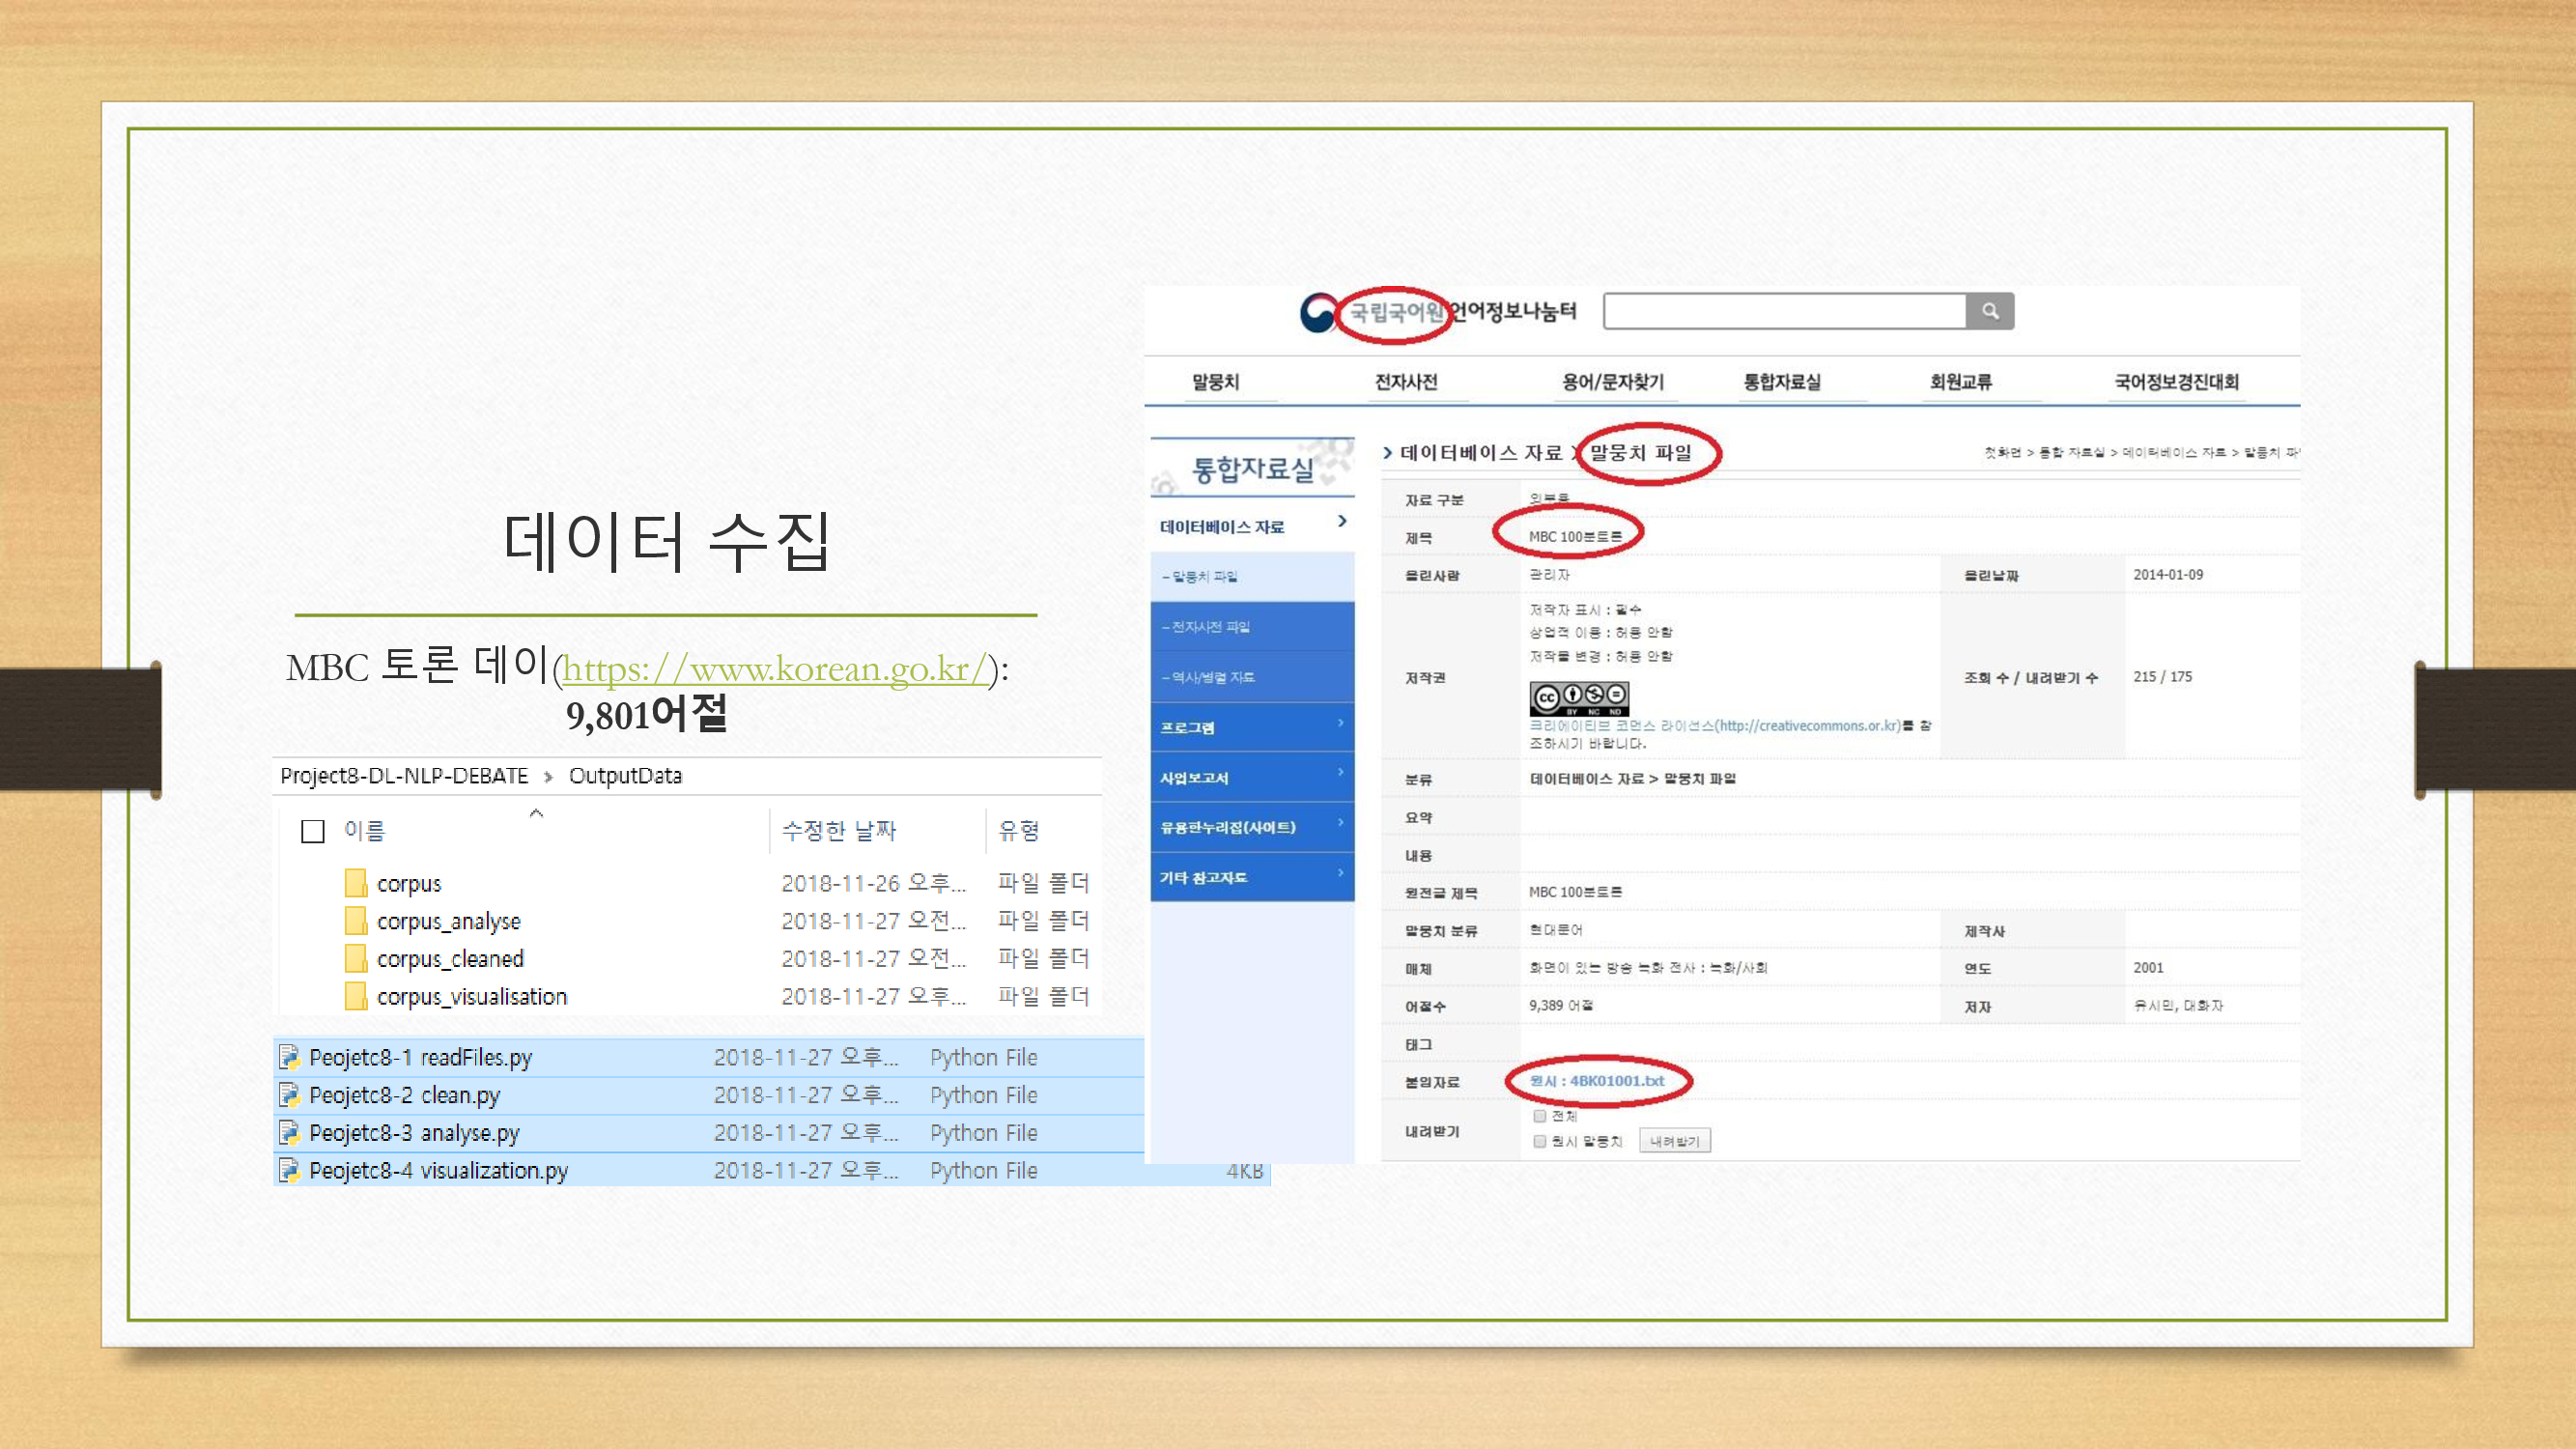 데이터 수집
MBC 토론 데이(https://www.korean.go.kr/):
9,801어절
Project8-DL-NLP-DEBATE > OutputData
이름 수정한 날짜 유형
corpus 2018-11-26 오후... 파일 폴더
corpus_analyse 2018-11-27 오전... 파일 폴더
corpus_cleaned 2018-11-27 오전... 파일 폴더
corpus_visualisation 2018-11-27 오후... 파일 폴더
Peojetc8-1 readFiles.py 2018-11-27 오후... Python File
Peojetc8-2 clean.py 2018-11-27 오후... Python File
Peojetc8-3 analyse.py 2018-11-27 오후... Python File
Peojetc8-4 visualization.py 2018-11-27 오후... Python File 4KB
국립국어원 언어정보나눔터
말뭉치 전자사전 용어/문자찾기 통합자료실 회원교류 국어정보경진대회
통합자료실
데이터베이스 자료 >
- 말뭉치 파일
- 전자사전 파일
- 역사/병렬 자료
프로그램 >
사업보고서 >
유용한누리집(사이트) >
기타 참고자료 >
> 데이터베이스 자료 > 말뭉치 파일
첫화면 > 통합 자료실 > 데이터베이스 자료 > 말뭉치
자료 구분 외부용
제목 MBC 100분토론
올린사람 관리자 올린날짜 2014-01-09
저작권
저작자 표시 : 필수
상업적 이용 : 허용 안함
저작물 변경 : 허용 안함
cc BY NC ND
크리에이티브 코먼스 라이선스(http://creativecommons.or.kr)를 참
조하시기 바랍니다.
조회 수 / 내려받기 수 215 / 175
분류 데이터베이스 자료 > 말뭉치 파일
요약
내용
원전글 제목 MBC 100분토론
말뭉치 분류 현대문어 제작사
매체 화면이 있는 방송 녹화 전사 : 녹화/사회 연도 2001
어절수 9,389 어절 저자 유시민, 대화자
태그
붙임자료 원시 : 4BK01001.txt
내려받기
전체
원시 말뭉치 내려받기